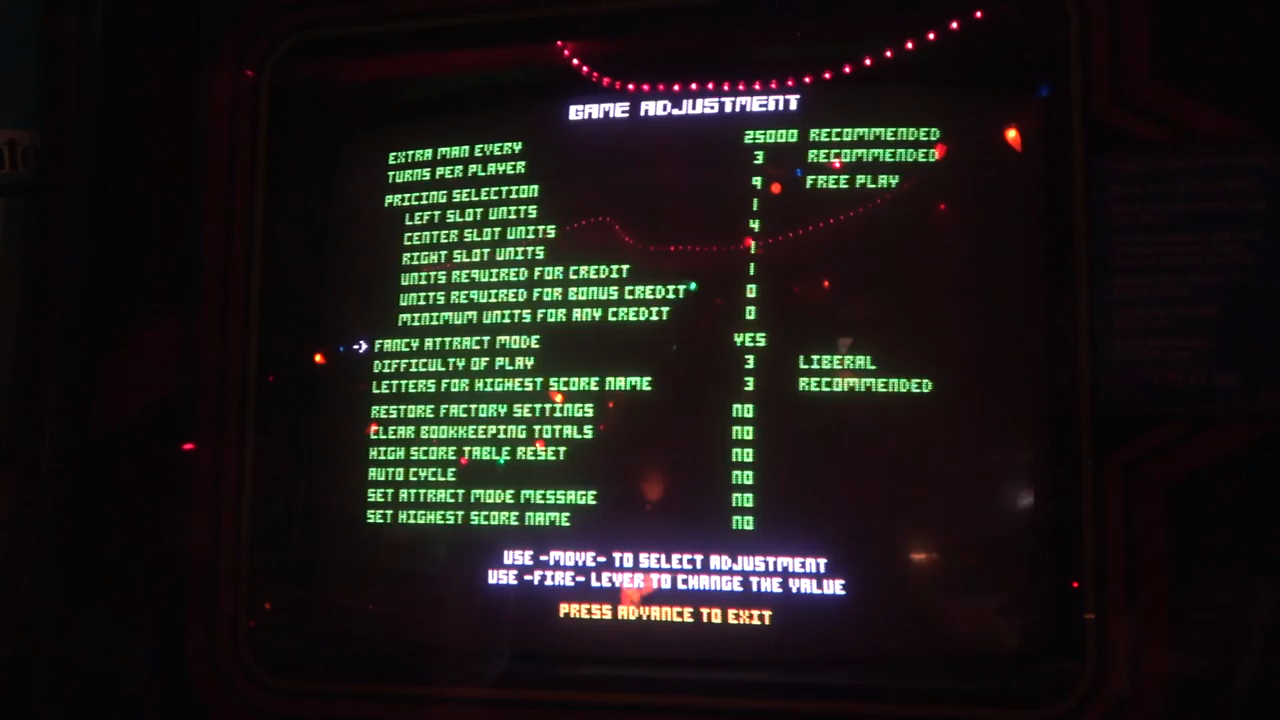 GAME ADJUSTMENT
EXTRA MAN EVERY 25000 RECOMMENDED
TURNS PER PLAYER 3 RECOMMENDED
PRICING SELECTION 9 FREE PLAY
LEFT SLOT UNITS 1
CENTER SLOT UNITS 4
RIGHT SLOT UNITS 1
UNITS REQUIRED FOR CREDIT 1
UNITS REQUIRED FOR BONUS CREDIT 0
MINIMUM UNITS FOR ANY CREDIT 0
FANCY ATTRACT MODE YES
DIFFICULTY OF PLAY 3 LIBERAL
LETTERS FOR HIGHEST SCORE NAME 3 RECOMMENDED
RESTORE FACTORY SETTINGS NO
CLEAR BOOKKEEPING TOTALS NO
HIGH SCORE TABLE RESET NO
AUTO CYCLE NO
SET ATTRACT MODE MESSAGE NO
SET HIGHEST SCORE NAME NO
USE -MOVE- TO SELECT ADJUSTMENT
USE -FIRE- LEVER TO CHANGE THE VALUE
PRESS ADVANCE TO EXIT